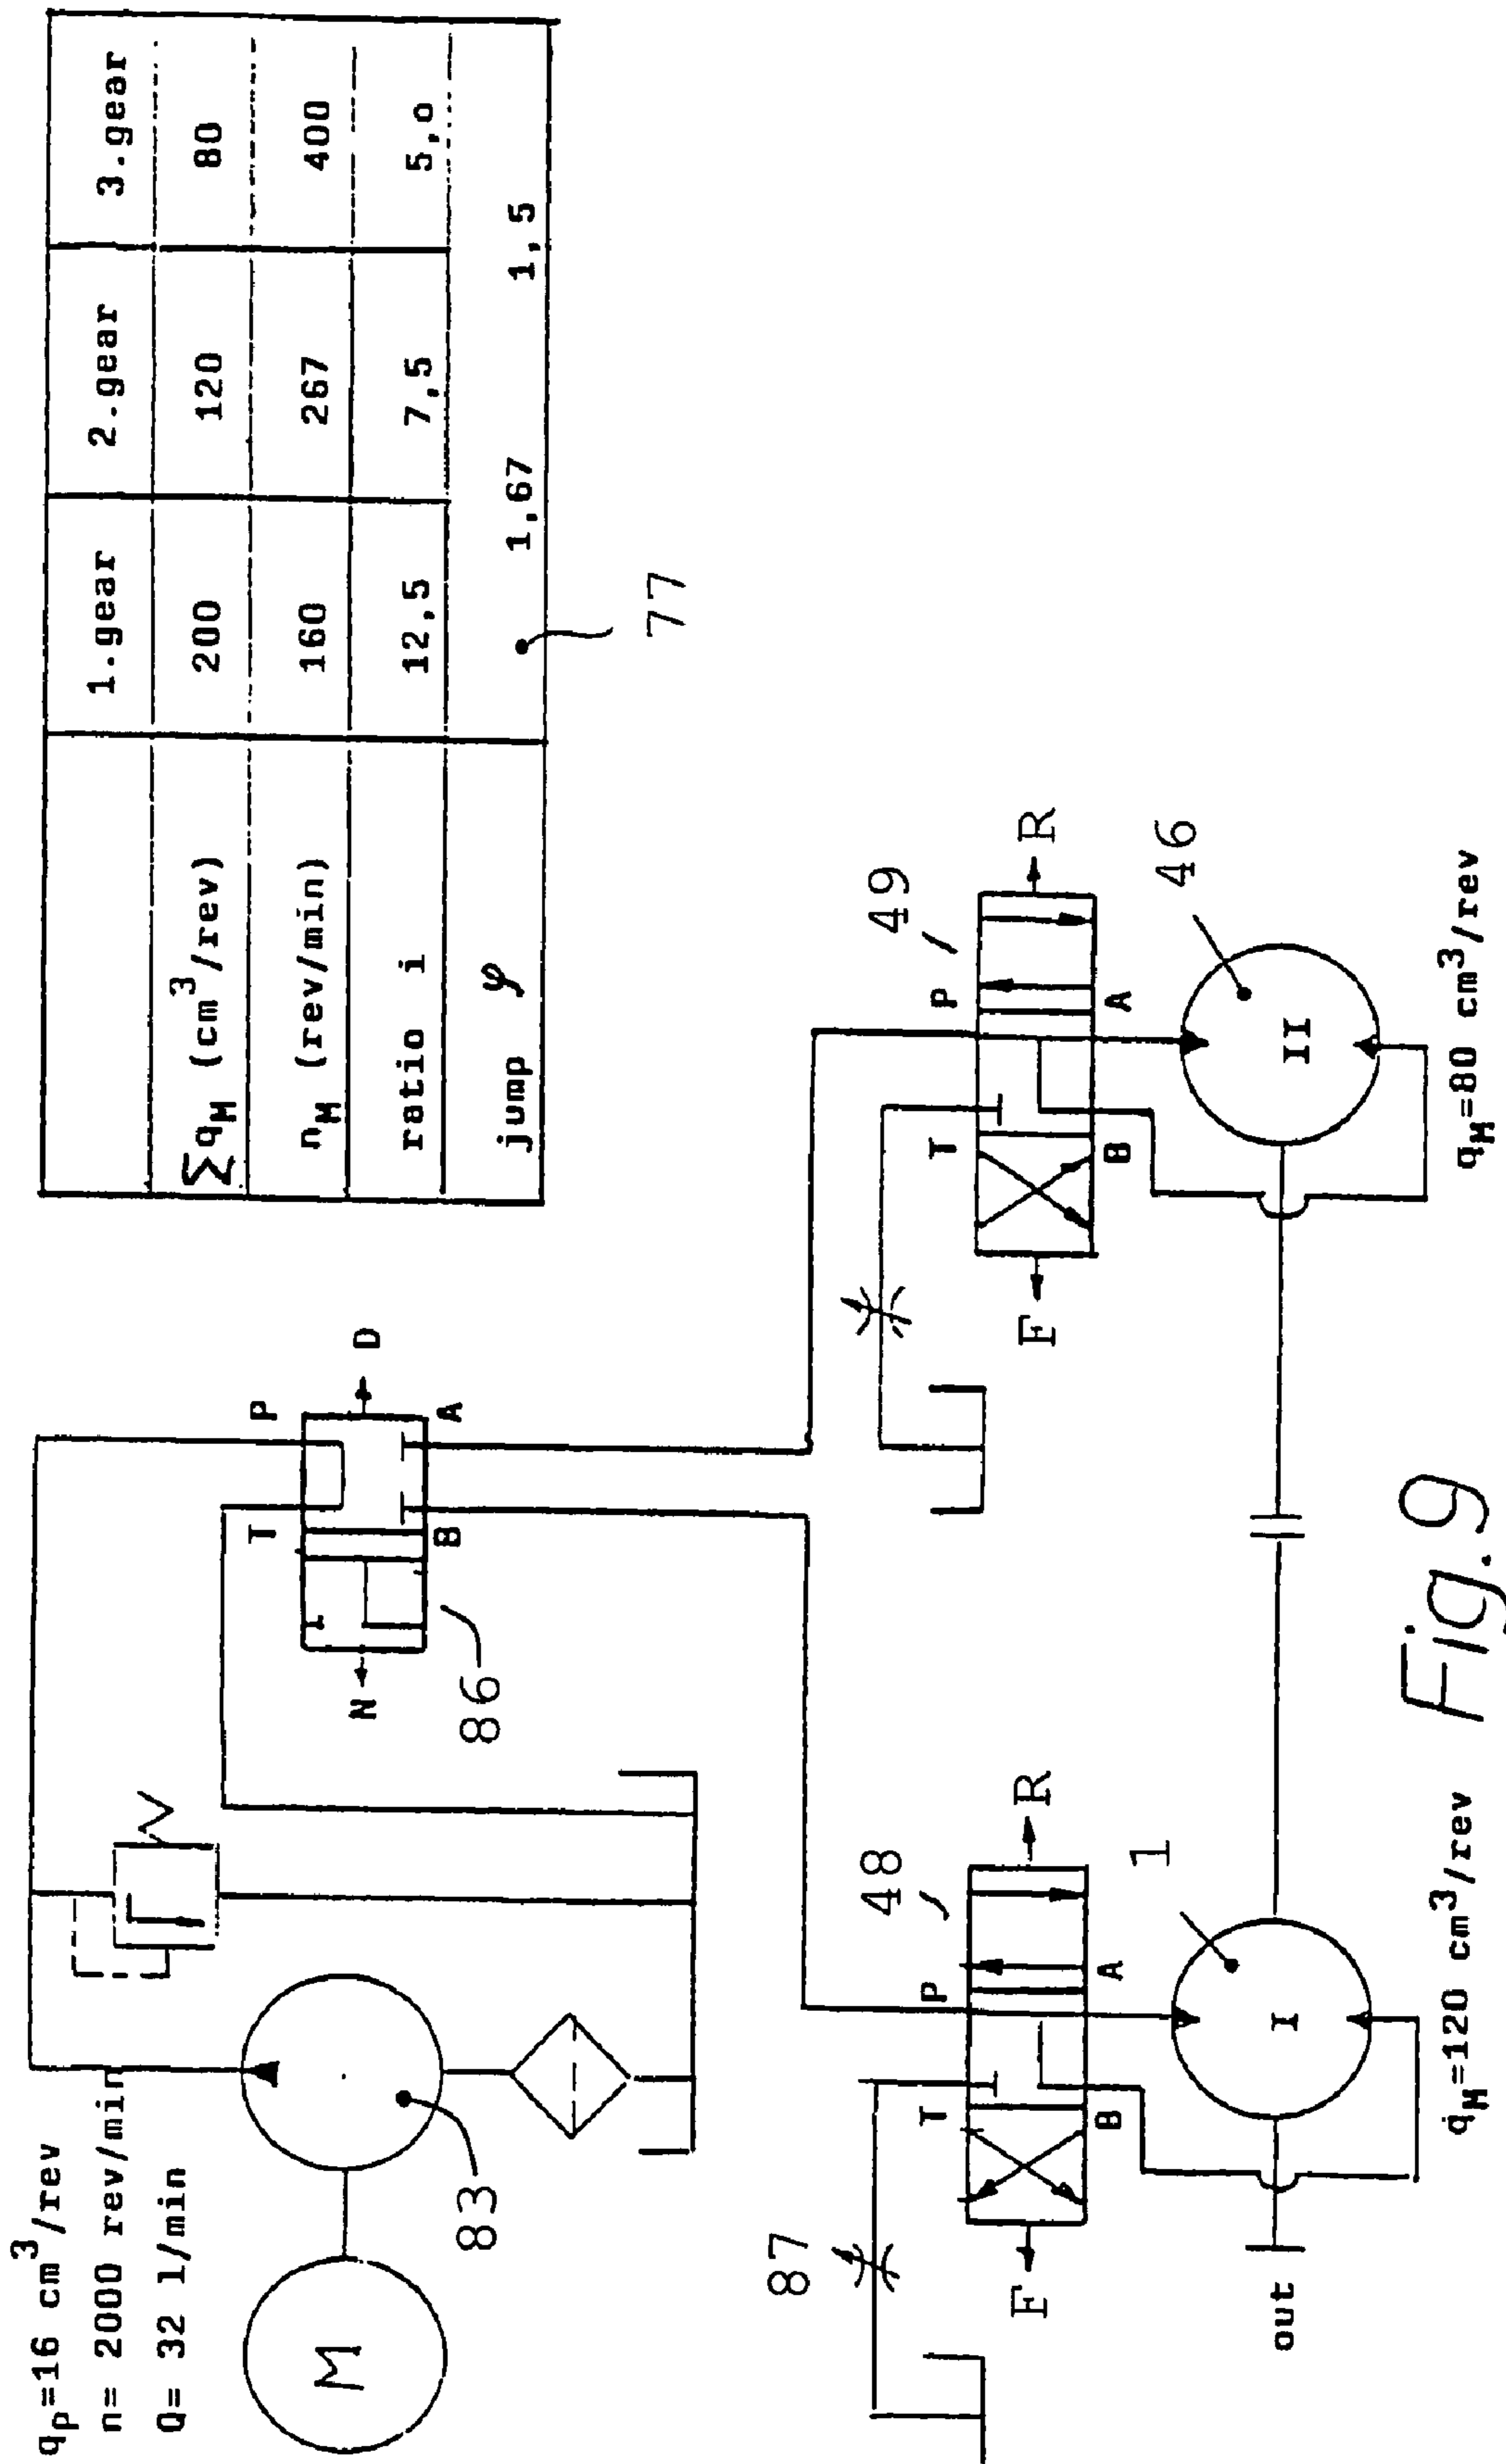 q_p=16 cm³/rev
n= 2000 rev/min
Q= 32 l/min
M
83
N
D
T
P
B
A
86
1.gear 2.gear 3.gear
∑q_M (cm³/rev) 200 120 80
n_M (rev/min) 160 267 400
ratio i 12,5 7,5 5,0
jump φ 1,67 1,5
77
87
48
F
R
T
P
B
A
1
I
out
q_M=120 cm³/rev
49
F
R
T
P
B
A
46
II
q_M=80 cm³/rev
Fig. 9